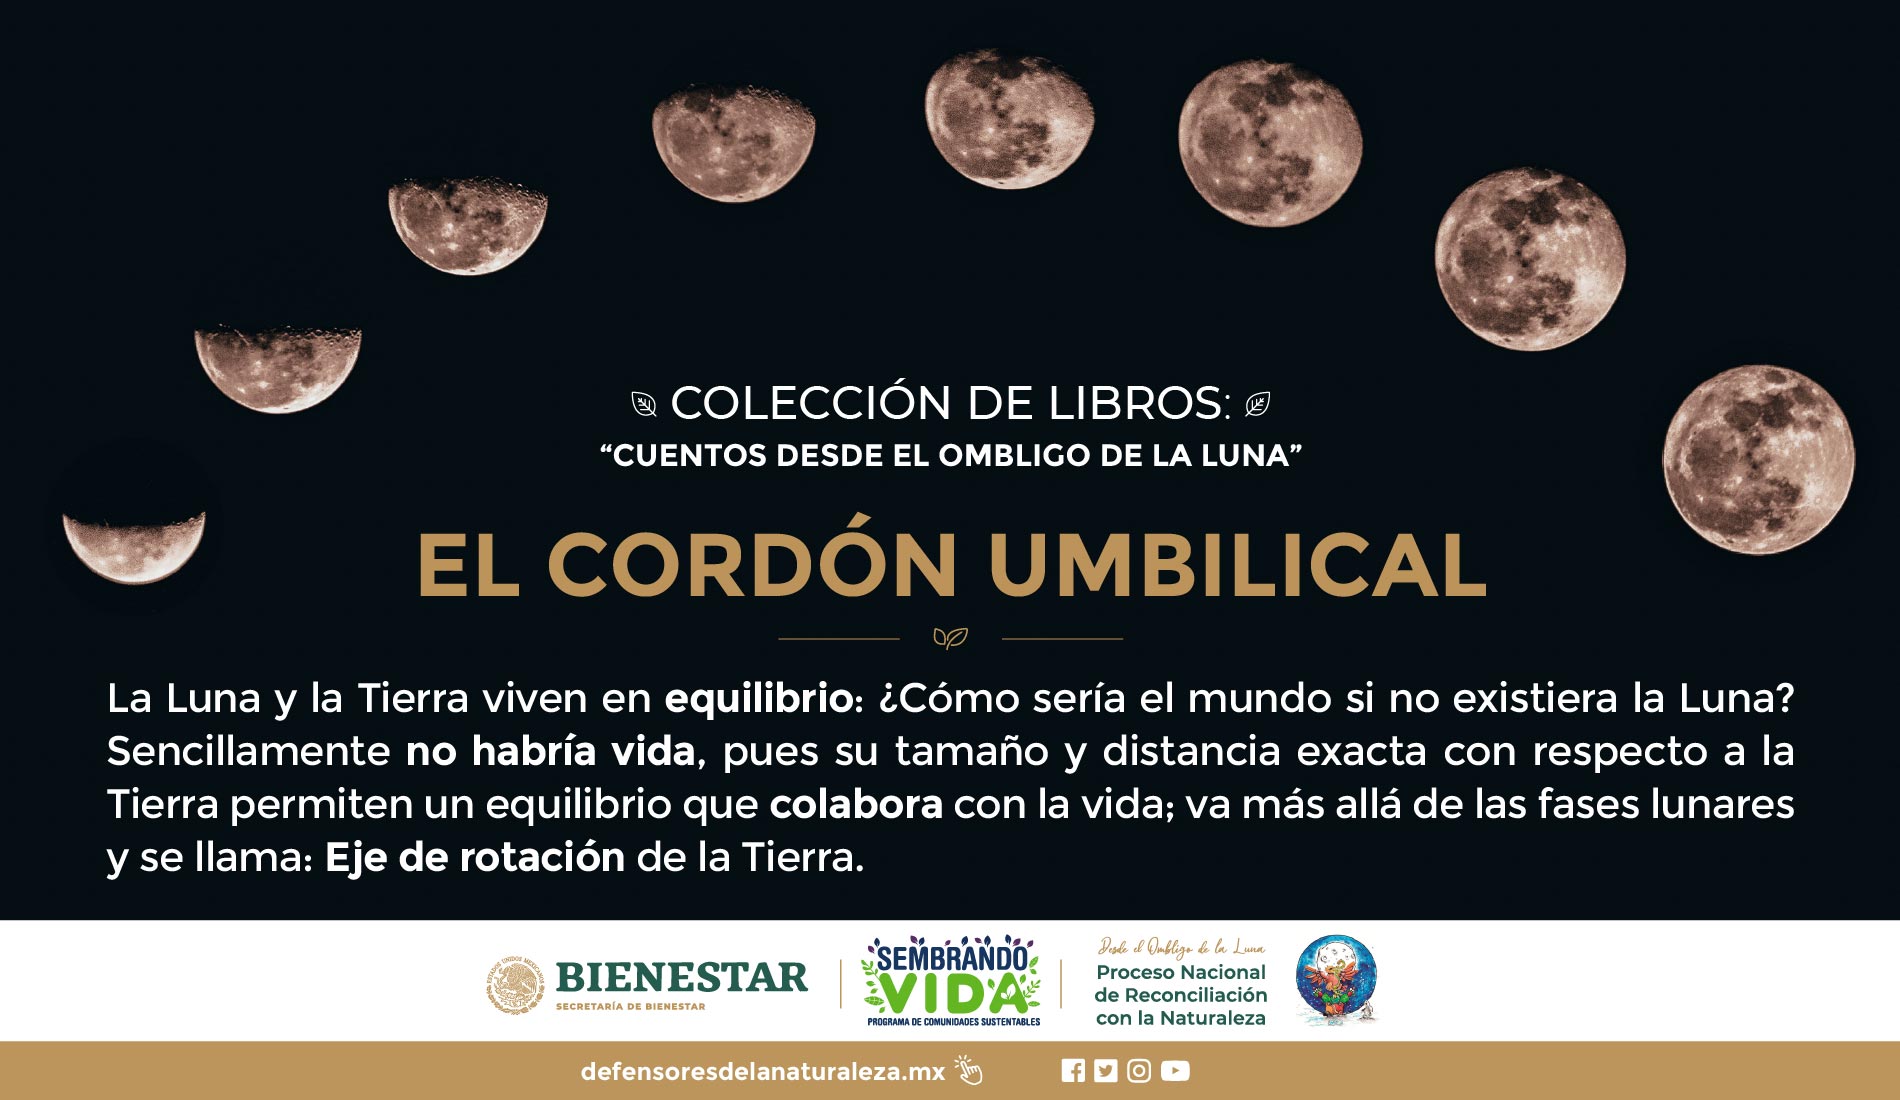 COLECCIÓN DE LIBROS:
“CUENTOS DESDE EL OMBLIGO DE LA LUNA”
EL CORDÓN UMBILICAL
La Luna y la Tierra viven en equilibrio: ¿Cómo sería el mundo si no existiera la Luna?
Sencillamente no habría vida, pues su tamaño y distancia exacta con respecto a la
Tierra permiten un equilibrio que colabora con la vida; va más allá de las fases lunares
y se llama: Eje de rotación de la Tierra.
ESTADOS UNIDOS MEXICANOS
BIENESTAR
SECRETARÍA DE BIENESTAR
SEMBRANDO
VIDA
PROGRAMA DE COMUNIDADES SUSTENTABLES
Desde el Ombligo de la Luna
Proceso Nacional
de Reconciliación
con la Naturaleza
defensoresdelanaturaleza.mx